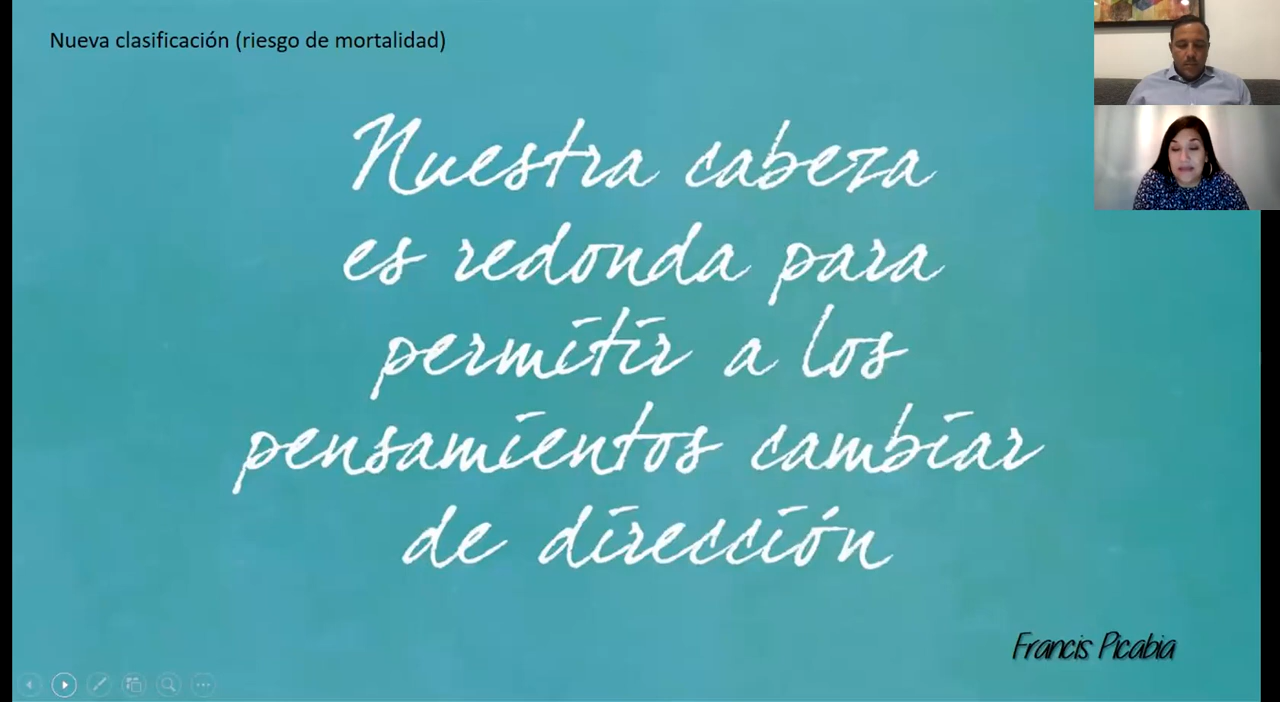 Nueva clasificación (riesgo de mortalidad)
Nuestra cabeza
es redonda para
permitir a los
pensamientos cambiar
de dirección
Francis Picabia